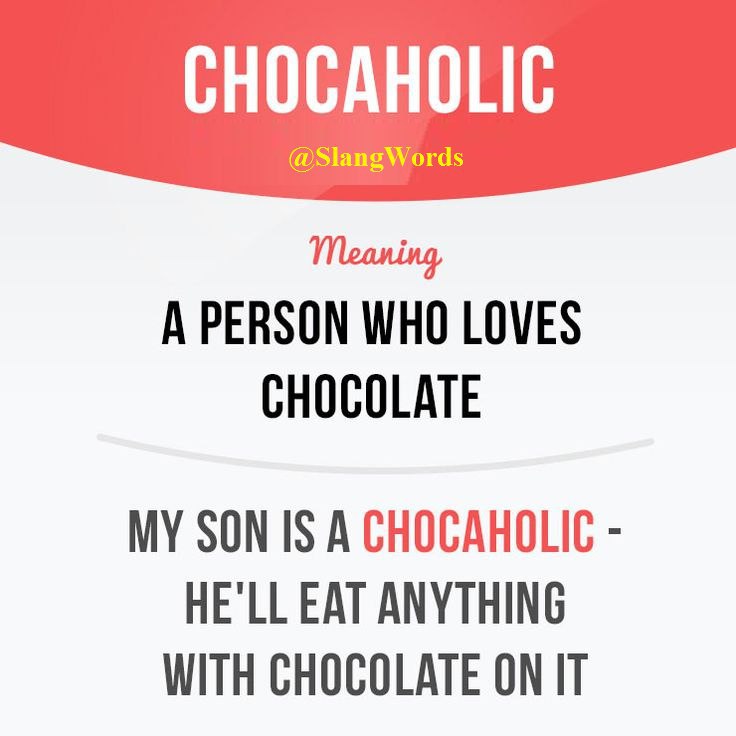 CHOCAHOLIC
@SlangWords
Meaning
A PERSON WHO LOVES
CHOCOLATE
MY SON IS A CHOCAHOLIC -
HE'LL EAT ANYTHING
WITH CHOCOLATE ON IT